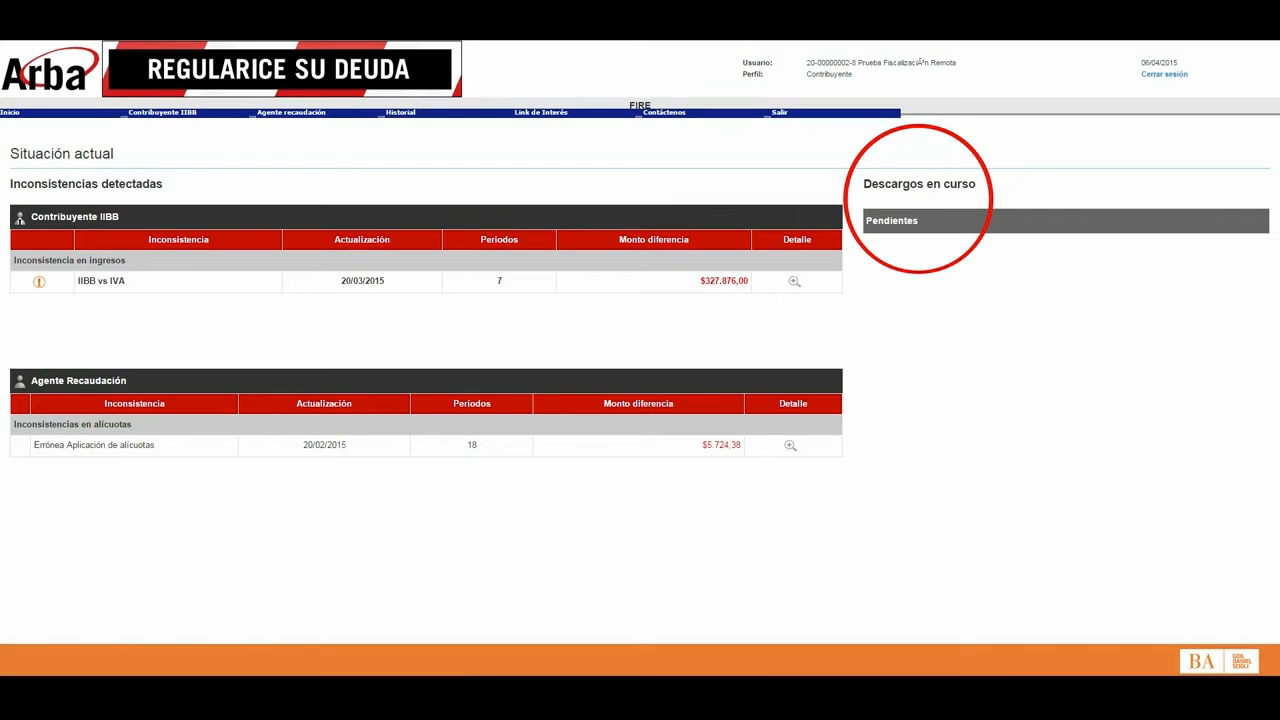 Arba
REGULARICE SU DEUDA
Usuario: 20-00000002-8 Prueba FiscalizaciÃ³n Remota 06/04/2015
Perfil: Contribuyente Cerrar sesión
FIRE
Inicio Contribuyente IIBB Agente recaudación Historial Link de Interés Contáctenos Salir
Situación actual
Inconsistencias detectadas
Contribuyente IIBB
Inconsistencia Actualización Períodos Monto diferencia Detalle
Inconsistencia en ingresos
IIBB vs IVA 20/03/2015 7 $327.876,00
Agente Recaudación
Inconsistencia Actualización Períodos Monto diferencia Detalle
Inconsistencias en alícuotas
Errónea Aplicación de alícuotas 20/02/2015 18 $5.724,38
Descargos en curso
Pendientes
BA
GOB.
DANIEL
SCIOLI